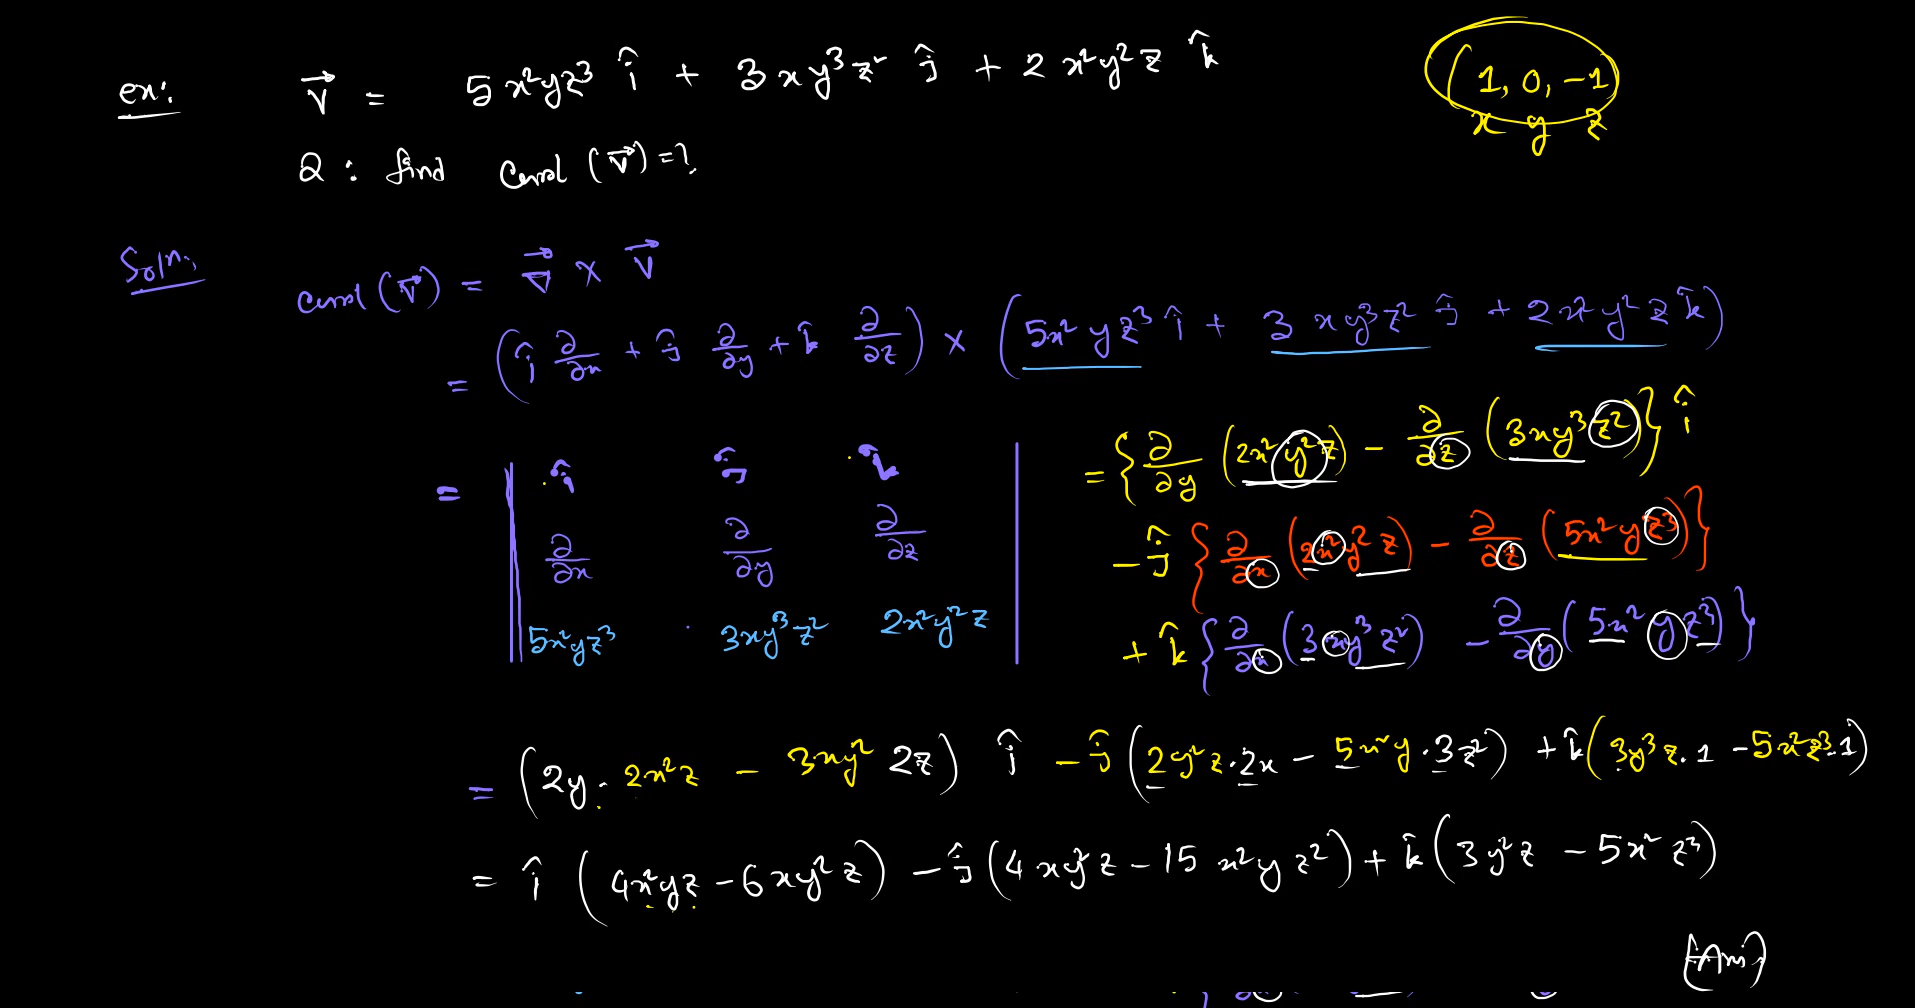 ex: V⃗ = 5x²yz³ î + 3xy³z² ĵ + 2x²y²z k̂
(1, 0, -1)
x y z
Q: find Curl (V⃗) = ?
Soln: Curl (V⃗) = ∇⃗ × V⃗
= (î ∂/∂x + ĵ ∂/∂y + k̂ ∂/∂z) × (5x²yz³ î + 3xy³z² ĵ + 2x²y²z k̂)
= | î ĵ k̂ |
| ∂/∂x ∂/∂y ∂/∂z |
| 5x²yz³ 3xy³z² 2x²y²z |
= {∂/∂y (2x²y²z) - ∂/∂z (3xy³z²)} î
- ĵ {∂/∂x (2x²y²z) - ∂/∂z (5x²yz³)}
+ k̂ {∂/∂x (3xy³z²) - ∂/∂y (5x²yz³)}
= (2y · 2x²z - 3xy² 2z) î - ĵ (2y²z · 2x - 5x²y · 3z²) + k̂ (3y³z · 1 - 5x²z³ · 1)
= î (4x²yz - 6xy²z) - ĵ (4xy²z - 15x²yz²) + k̂ (3y²z - 5x²z³)
(Ans)